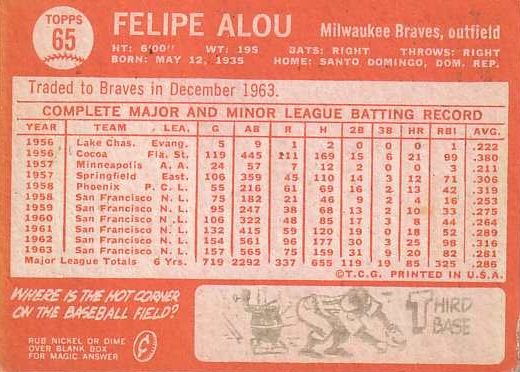 TOPPS
65
FELIPE ALOU
Milwaukee Braves, outfield
HT: 6'00" WT: 195 BATS: RIGHT THROWS: RIGHT
BORN: MAY 12, 1935 HOME: SANTO DOMINGO, DOM. REP.
Traded to Braves in December 1963.
COMPLETE MAJOR AND MINOR LEAGUE BATTING RECORD
YEAR TEAM LEA. G AB R H 2B 3B HR RBI AVG.
1956 Lake Chas. Evang. 5 9 1 2 0 0 0 1 .222
1956 Cocoa Fla. St. 119 445 111 169 15 6 21 99 .380
1957 Minneapolis A.A. 24 57 7 12 2 0 0 3 .211
1957 Springfield East. 106 359 45 110 14 3 12 71 .306
1958 Phoenix P.C.L. 55 216 61 69 16 2 13 42 .319
1958 San Francisco N.L. 75 182 21 46 9 2 4 16 .253
1959 San Francisco N.L. 95 247 38 68 13 2 10 33 .275
1960 San Francisco N.L. 106 322 48 85 17 3 8 44 .264
1961 San Francisco N.L. 132 415 59 120 19 0 18 52 .289
1962 San Francisco N.L. 154 561 96 177 30 3 25 98 .316
1963 San Francisco N.L. 157 565 75 159 31 9 20 82 .281
Major League Totals 6 Yrs. 719 2292 337 655 119 19 85 325 .286
©T.C.G. PRINTED IN U.S.A.
WHERE IS THE HOT CORNER
ON THE BASEBALL FIELD?
RUB NICKEL OR DIME
OVER BLANK BOX
FOR MAGIC ANSWER
THIRD
BASE